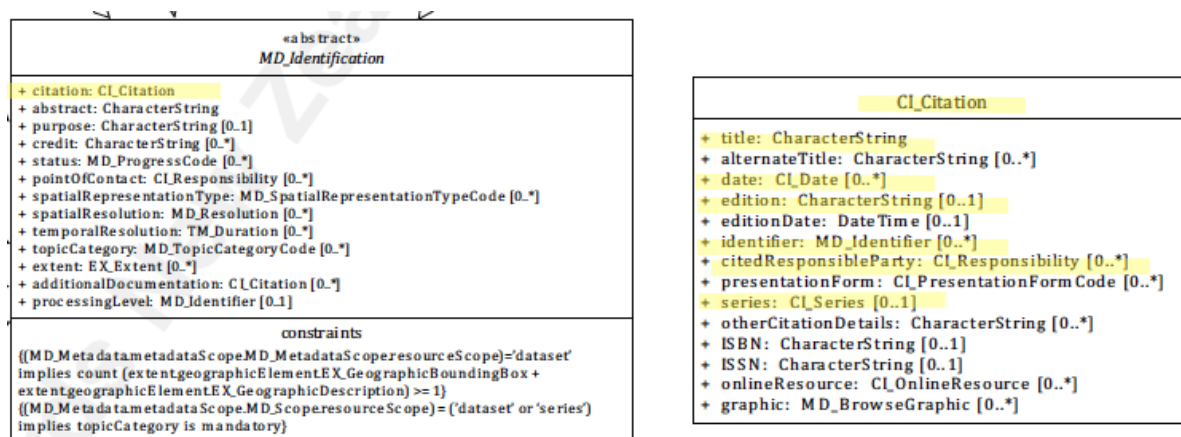 «abstract»
MD_Identification
+ citation: CI_Citation
+ abstract: CharacterString
+ purpose: CharacterString [0..1]
+ credit: CharacterString [0..*]
+ status: MD_ProgressCode [0..*]
+ pointOfContact: CI_Responsibility [0..*]
+ spatialRepresentationType: MD_SpatialRepresentationTypeCode [0..*]
+ spatialResolution: MD_Resolution [0..*]
+ temporalResolution: TM_Duration [0..*]
+ topicCategory: MD_TopicCategoryCode [0..*]
+ extent: EX_Extent [0..*]
+ additionalDocumentation: CI_Citation [0..*]
+ processingLevel: MD_Identifier [0..1]
constraints
{(MD_Metadata.metadataScope.MD_MetadataScope.resourceScope)='dataset'
implies count (extent.geographicElement.EX_GeographicBoundingBox +
extent.geographicElement.EX_GeographicDescription) >= 1}
{(MD_Metadata.metadataScope.MD_Scope.resourceScope) = ('dataset' or 'series')
implies topicCategory is mandatory}
CI_Citation
+ title: CharacterString
+ alternateTitle: CharacterString [0..*]
+ date: CI_Date [0..*]
+ edition: CharacterString [0..1]
+ editionDate: DateTime [0..1]
+ identifier: MD_Identifier [0..*]
+ citedResponsibleParty: CI_Responsibility [0..*]
+ presentationForm: CI_PresentationFormCode [0..*]
+ series: CI_Series [0..1]
+ otherCitationDetails: CharacterString [0..*]
+ ISBN: CharacterString [0..1]
+ ISSN: CharacterString [0..1]
+ onlineResource: CI_OnlineResource [0..*]
+ graphic: MD_BrowseGraphic [0..*]